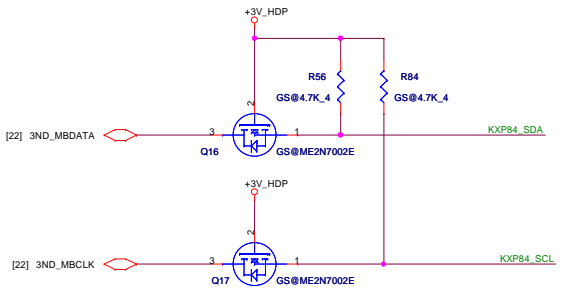 +3V_HDP
R56
R84
GS@4.7K_4
GS@4.7K_4
2
[22] 3ND_MBDATA
3
1
KXP84_SDA
Q16
GS@ME2N7002E
+3V_HDP
2
[22] 3ND_MBCLK
3
1
KXP84_SCL
Q17
GS@ME2N7002E